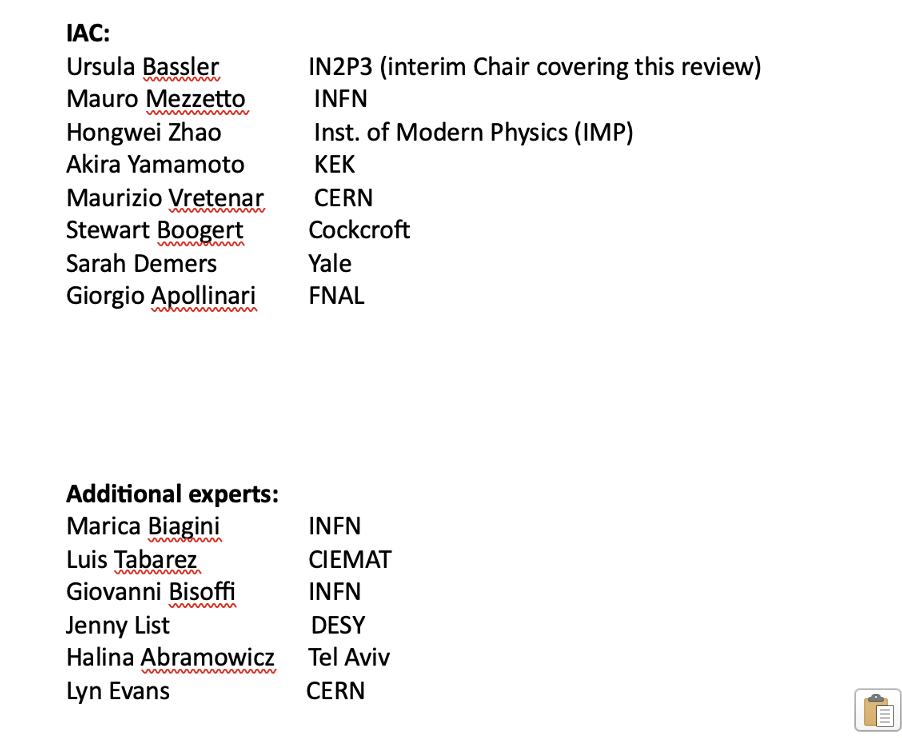 IAC:
Ursula Bassler IN2P3 (interim Chair covering this review)
Mauro Mezzetto INFN
Hongwei Zhao Inst. of Modern Physics (IMP)
Akira Yamamoto KEK
Maurizio Vretenar CERN
Stewart Boogert Cockcroft
Sarah Demers Yale
Giorgio Apollinari FNAL
Additional experts:
Marica Biagini INFN
Luis Tabarez CIEMAT
Giovanni Bisoffi INFN
Jenny List DESY
Halina Abramowicz Tel Aviv
Lyn Evans CERN